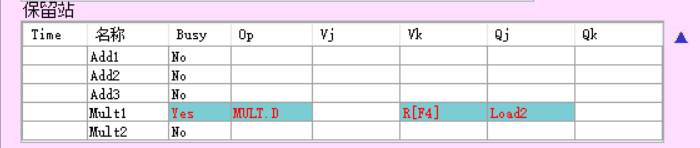 保留站
Time 名称 Busy Op Vj Vk Qj Qk
Add1 No
Add2 No
Add3 No
Mult1 Yes MULT.D R[F4] Load2
Mult2 No